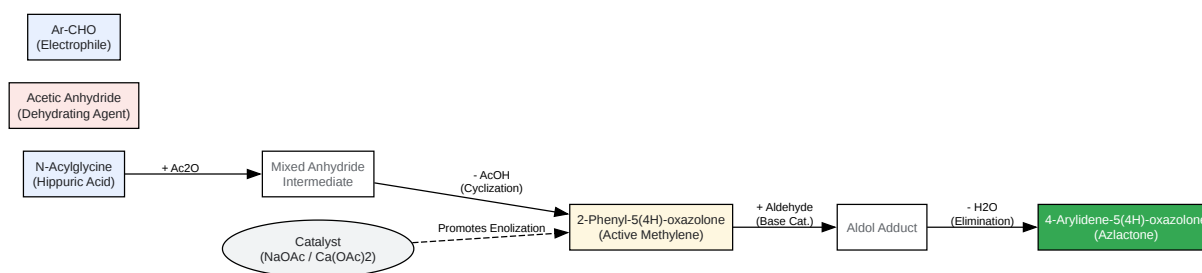 Ar-CHO
(Electrophile)
Acetic Anhydride
(Dehydrating Agent)
N-Acylglycine
(Hippuric Acid)
+ Ac2O
Mixed Anhydride
Intermediate
- AcOH
(Cyclization)
Catalyst
(NaOAc / Ca(OAc)2)
Promotes Enolization
2-Phenyl-5(4H)-oxazolone
(Active Methylene)
+ Aldehyde
(Base Cat.)
Aldol Adduct
- H2O
(Elimination)
4-Arylidene-5(4H)-oxazolone
(Azlactone)